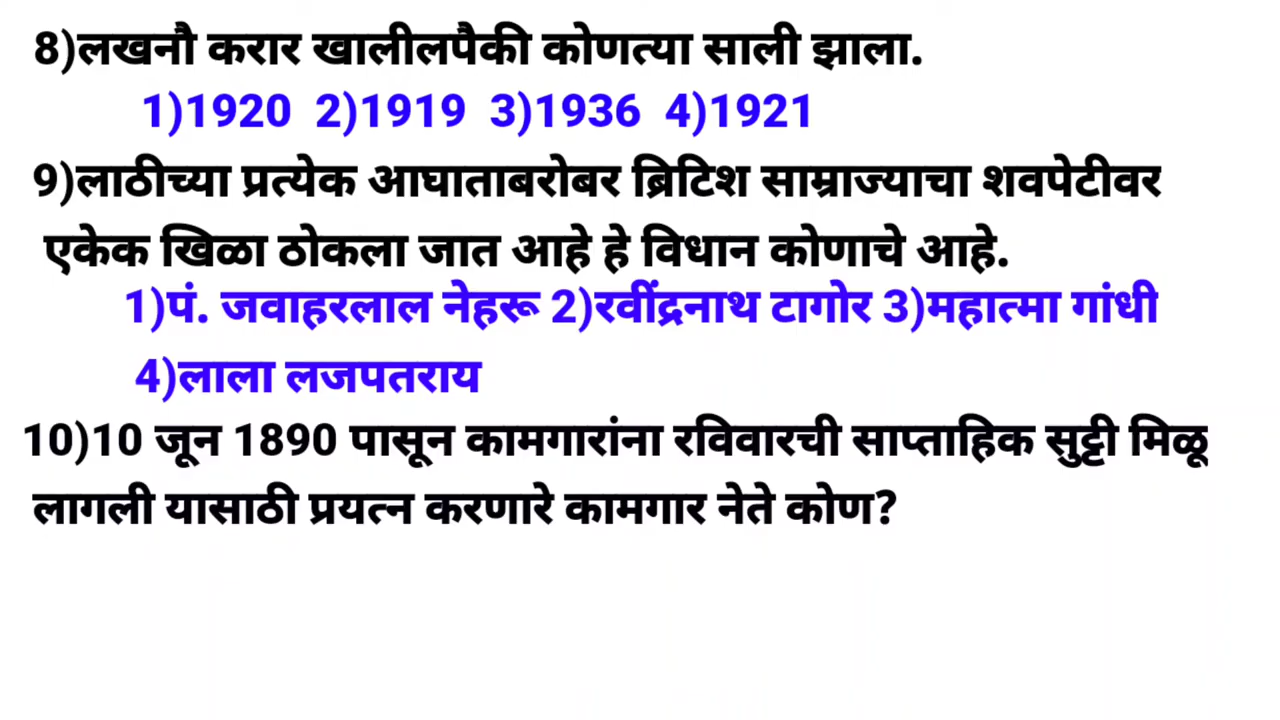 8)लखनौ करार खालीलपैकी कोणत्या साली झाला.
1)1920 2)1919 3)1936 4)1921
9)लाठीच्या प्रत्येक आघाताबरोबर ब्रिटिश साम्राज्याचा शवपेटीवर
एकेक खिळा ठोकला जात आहे हे विधान कोणाचे आहे.
1)पं. जवाहरलाल नेहरू 2)रवींद्रनाथ टागोर 3)महात्मा गांधी
4)लाला लजपतराय
10)10 जून 1890 पासून कामगारांना रविवारची साप्ताहिक सुट्टी मिळू
लागली यासाठी प्रयत्न करणारे कामगार नेते कोण?